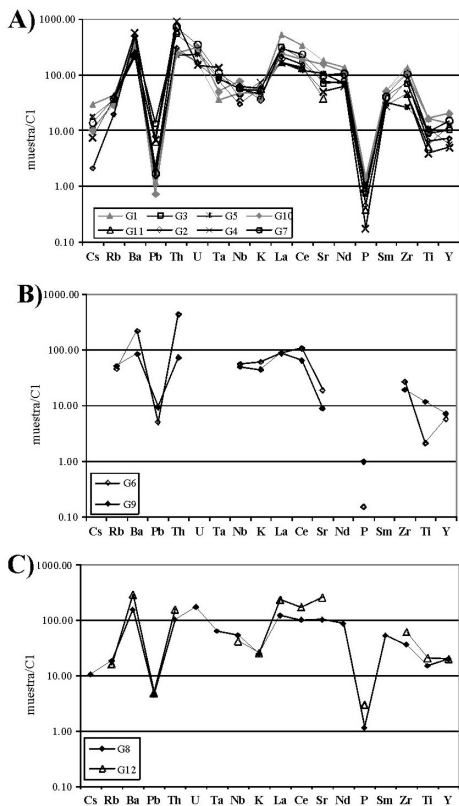 A)
muestra/C1
1000.00
100.00
10.00
1.00
0.10
G1 G3 G5 G10
G11 G2 G4 G7
Cs Rb Ba Pb Th U Ta Nb K La Ce Sr Nd P Sm Zr Ti Y
B)
muestra/C1
1000.00
100.00
10.00
1.00
0.10
G6
G9
Cs Rb Ba Pb Th U Ta Nb K La Ce Sr Nd P Sm Zr Ti Y
C)
muestra/C1
1000.00
100.00
10.00
1.00
0.10
G8
G12
Cs Rb Ba Pb Th U Ta Nb K La Ce Sr Nd P Sm Zr Ti Y